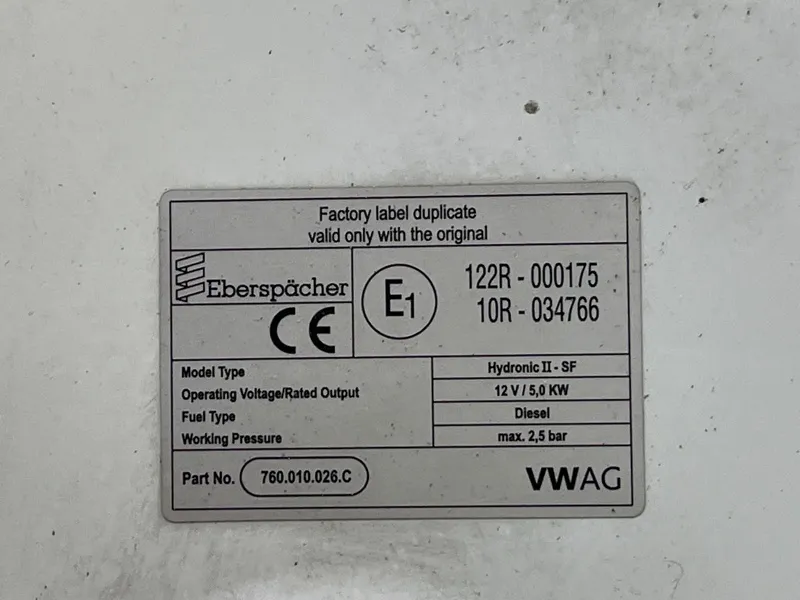 Factory label duplicate
valid only with the original
Eberspächer
CE
E1
122R - 000175
10R - 034766
Model Type Hydronic II - SF
Operating Voltage/Rated Output 12 V / 5,0 KW
Fuel Type Diesel
Working Pressure max. 2,5 bar
Part No. 760.010.026.C VWAG